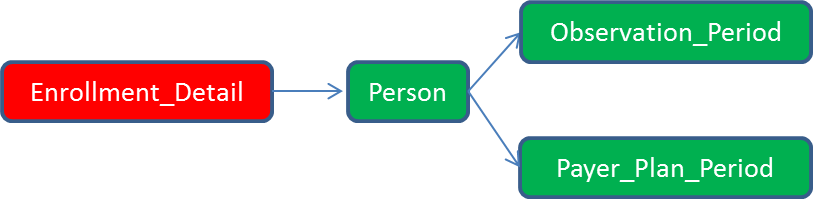 Enrollment_Detail
Person
Observation_Period
Payer_Plan_Period